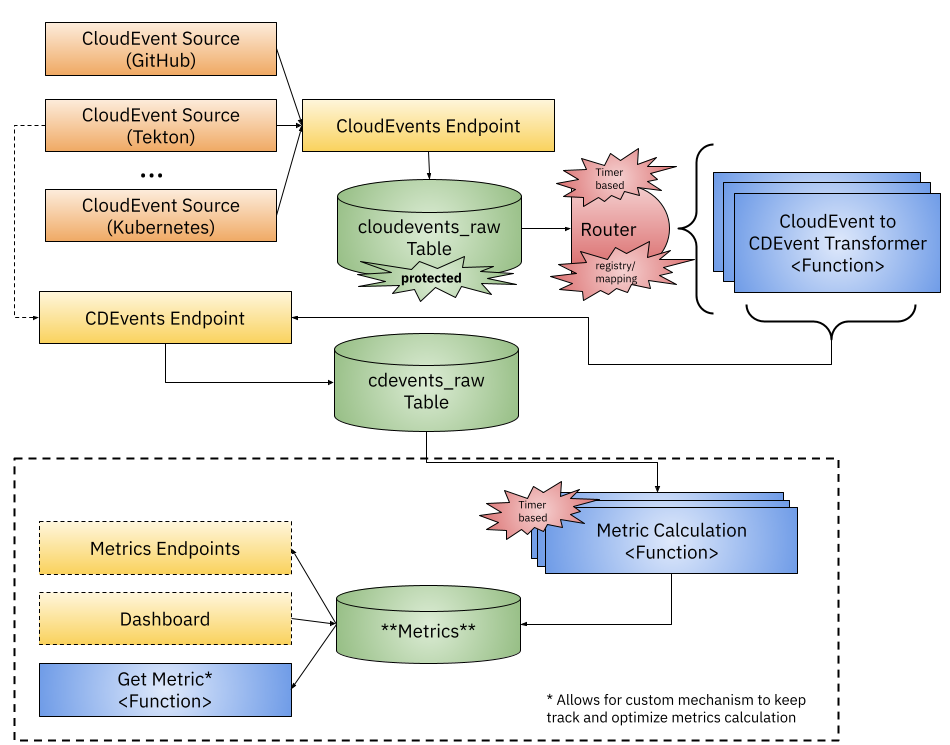 CloudEvent Source
(GitHub)
CloudEvent Source
(Tekton)
...
CloudEvent Source
(Kubernetes)
CloudEvents Endpoint
cloudevents_raw
Table
protected
Timer
based
Router
registry/
mapping
CloudEvent to
CDEvent Transformer
<Function>
CDEvents Endpoint
cdevents_raw
Table
Timer
based
Metric Calculation
<Function>
Metrics Endpoints
Dashboard
**Metrics**
Get Metric*
<Function>
* Allows for custom mechanism to keep
track and optimize metrics calculation